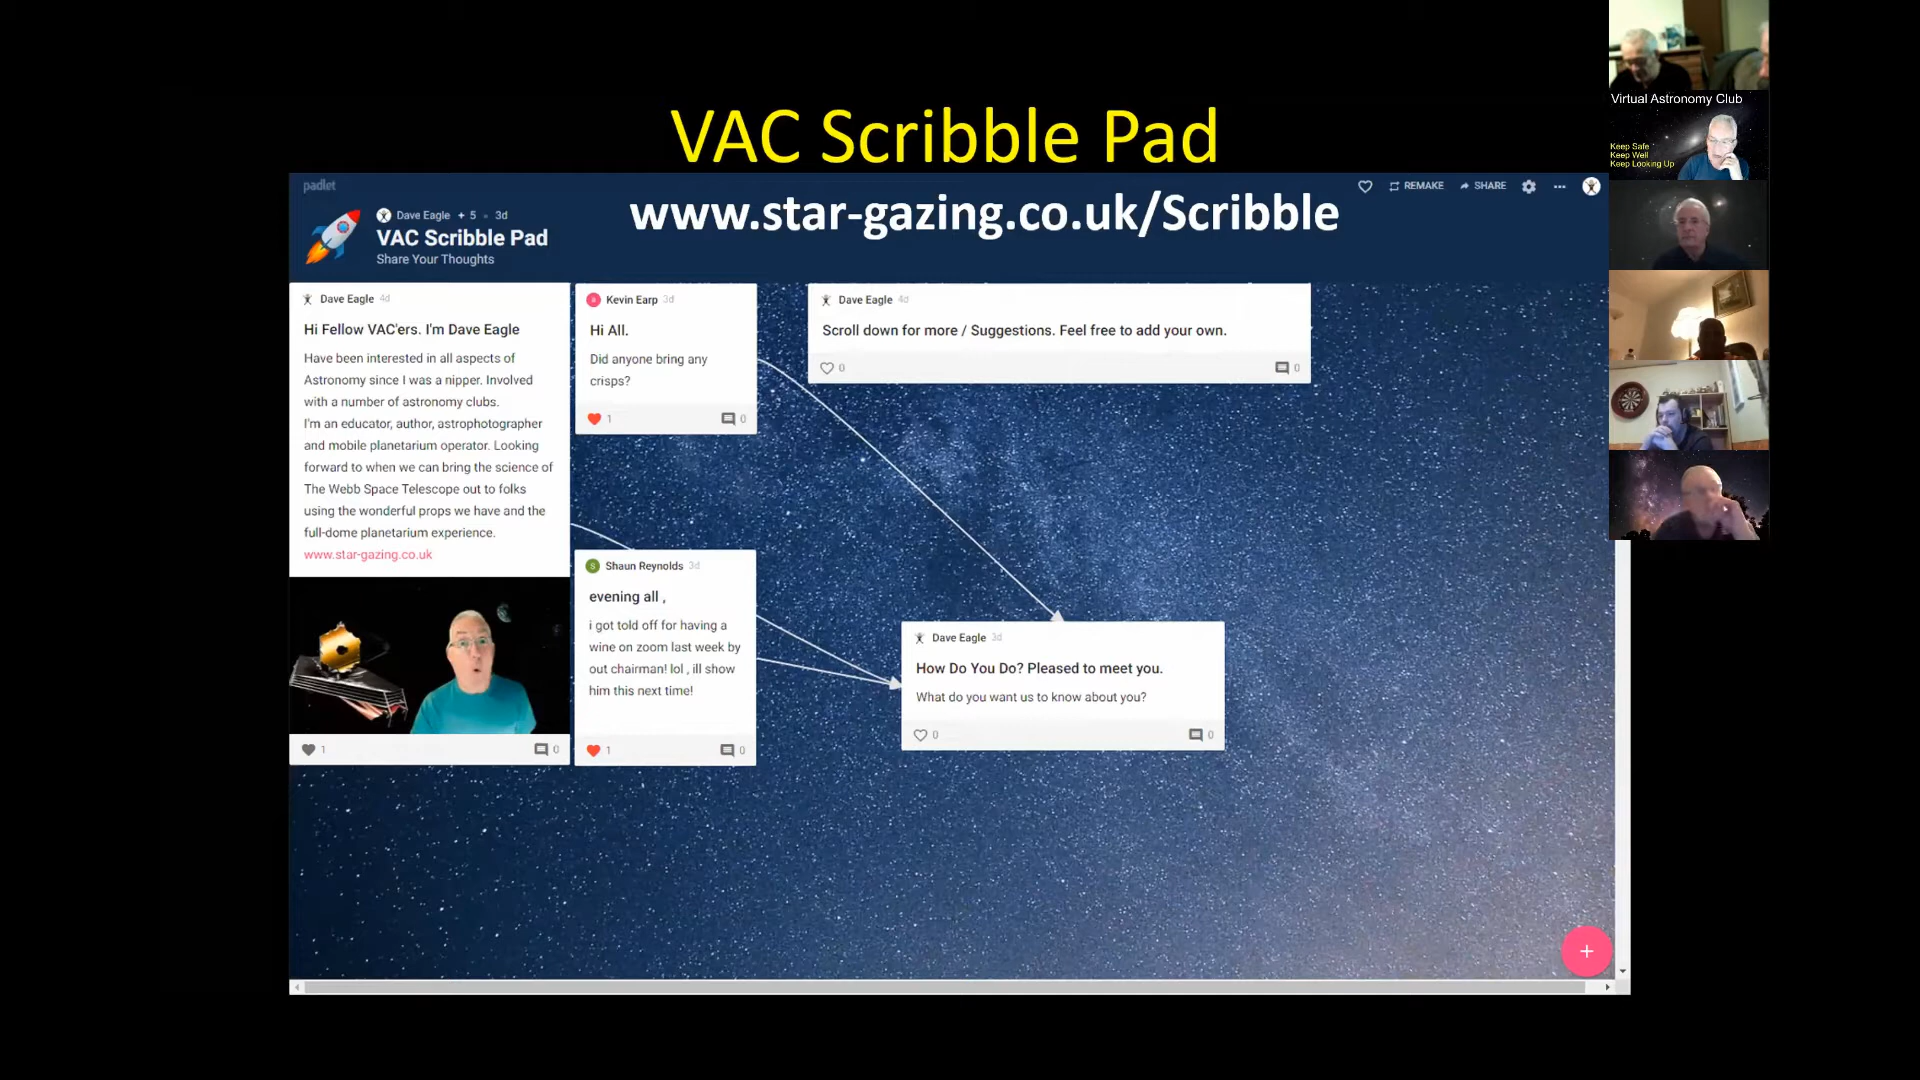 VAC Scribble Pad
padlet
REMAKE
SHARE
Dave Eagle + 5 • 3d
www.star-gazing.co.uk/Scribble
VAC Scribble Pad
Share Your Thoughts
Dave Eagle 4d
Hi Fellow VAC'ers. I'm Dave Eagle
Have been interested in all aspects of
Astronomy since I was a nipper. Involved
with a number of astronomy clubs.
I'm an educator, author, astrophotographer
and mobile planetarium operator. Looking
forward to when we can bring the science of
The Webb Space Telescope out to folks
using the wonderful props we have and the
full-dome planetarium experience.
www.star-gazing.co.uk
1
0
Kevin Earp 3d
Hi All.
Did anyone bring any
crisps?
1
0
S
Shaun Reynolds 3d
evening all ,
i got told off for having a
wine on zoom last week by
out chairman! lol , ill show
him this next time!
1
0
Dave Eagle 4d
Scroll down for more / Suggestions. Feel free to add your own.
0
0
Dave Eagle 3d
How Do You Do? Pleased to meet you.
What do you want us to know about you?
0
0
Virtual Astronomy Club
Keep Safe
Keep Well
Keep Looking Up